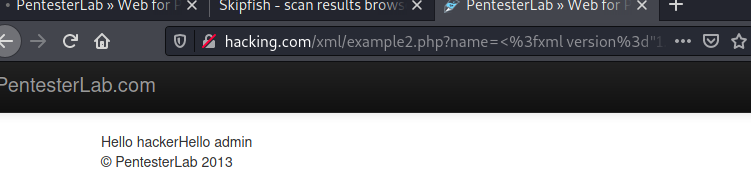 PentesterLab » Web for P
Skipfish - scan results brows
PentesterLab » Web for P
hacking.com/xml/example2.php?name=<%3fxml version%3d"1
PentesterLab.com
Hello hackerHello admin
© PentesterLab 2013